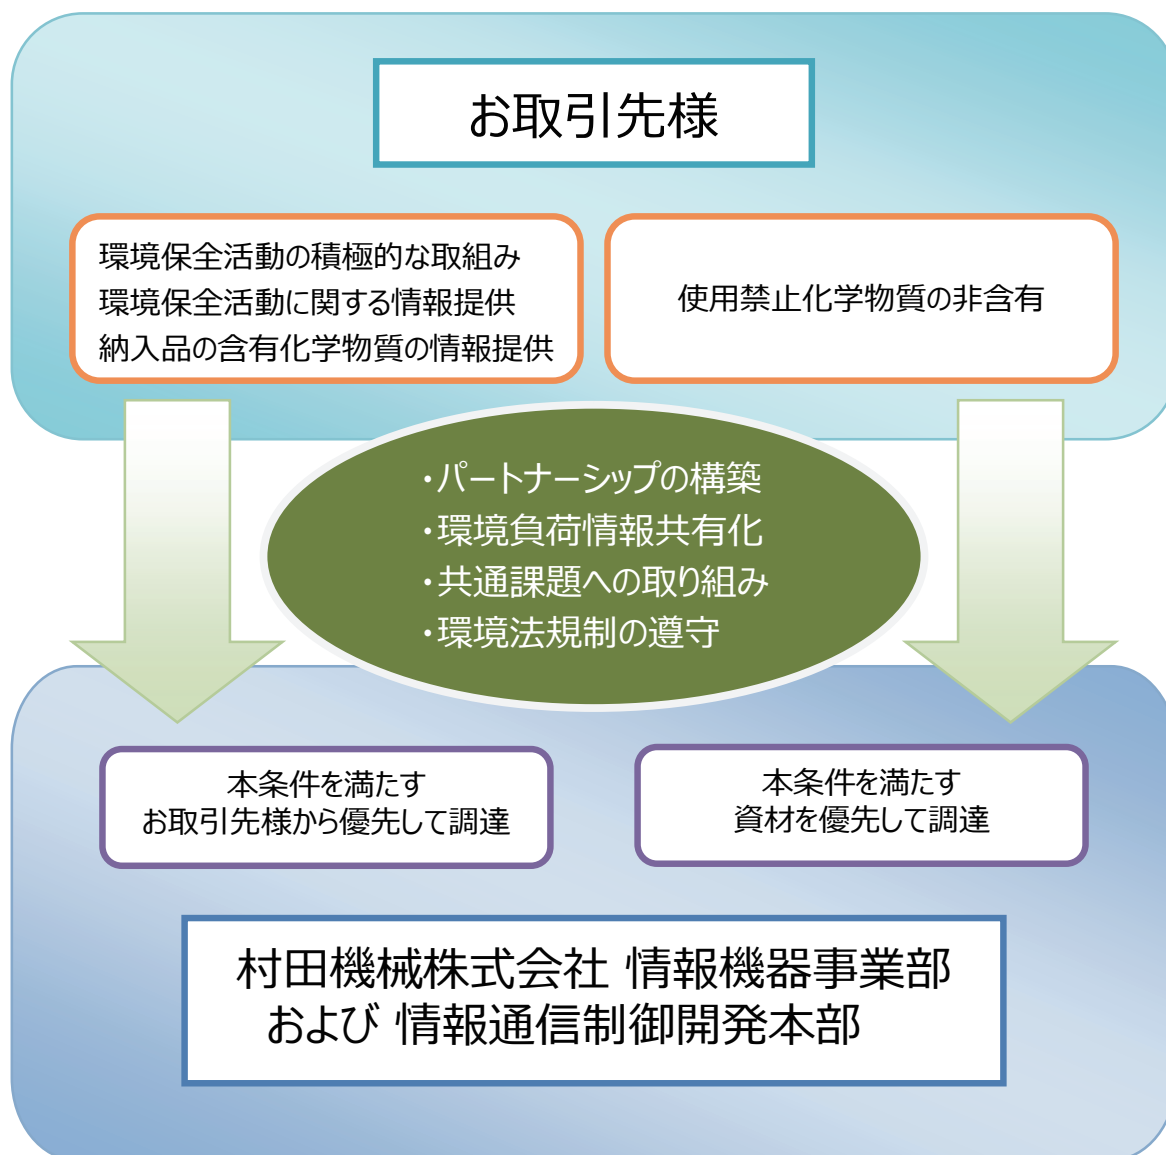 お取引先様
環境保全活動の積極的な取組み
環境保全活動に関する情報提供
納入品の含有化学物質の情報提供
使用禁止化学物質の非含有
・パートナーシップの構築
・環境負荷情報共有化
・共通課題への取り組み
・環境法規制の遵守
本条件を満たす
お取引先様から優先して調達
本条件を満たす
資材を優先して調達
村田機械株式会社 情報機器事業部
および 情報通信制御開発本部